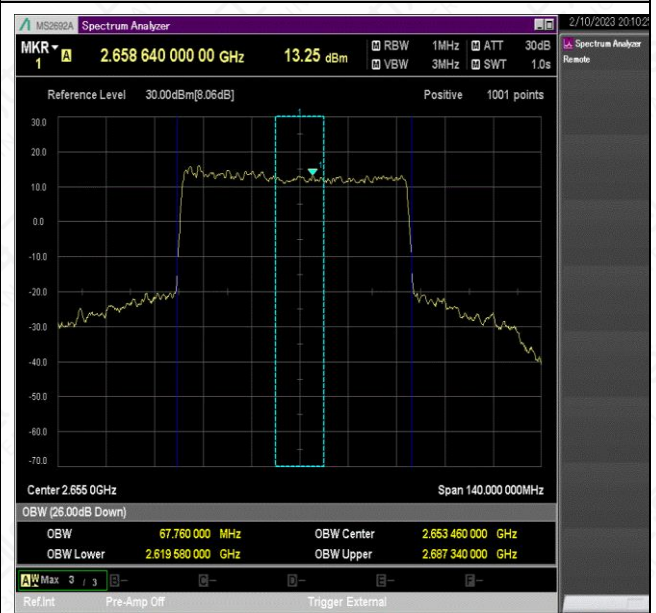 MS2692A Spectrum Analyzer 2/10/2023 20:10:25
MKR 1 A 2.658 640 000 00 GHz 13.25 dBm M RBW 1MHz M ATT 30dB
M VBW 3MHz M SWT 1.0s
Spectrum Analyzer
Remote
Reference Level 30.00dBm[8.06dB] Positive 1001 points
1
30.0
20.0
1
10.0
0.0
-10.0
-20.0
-30.0
-40.0
-50.0
-60.0
-70.0
Center 2.655 0GHz Span 140.000 000MHz
OBW (26.00dB Down)
OBW 67.760 000 MHz OBW Center 2.653 460 000 GHz
OBW Lower 2.619 580 000 GHz OBW Upper 2.687 340 000 GHz
A W Max 3 / 3 B- C- D- E- F-
Ref.Int Pre-Amp Off Trigger External